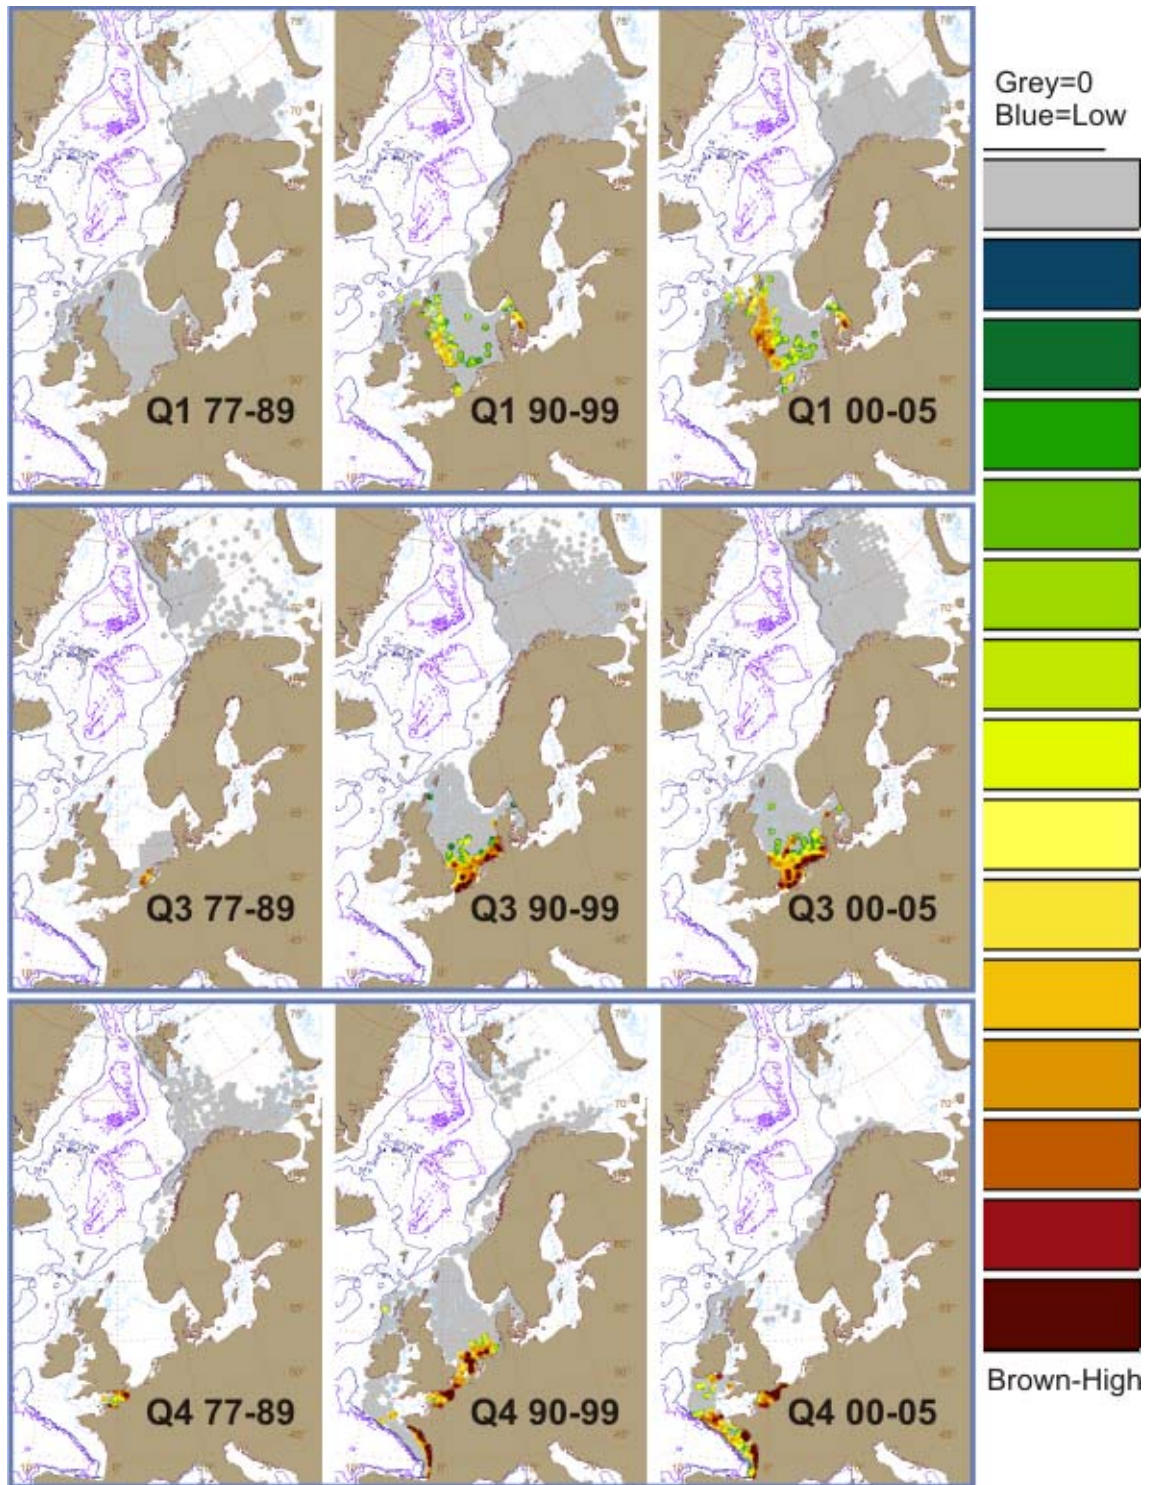 Grey=0
Blue=Low
Q1 77-89
Q1 90-99
Q1 00-05
Q3 77-89
Q3 90-99
Q3 00-05
Q4 77-89
Q4 90-99
Q4 00-05
Brown-High